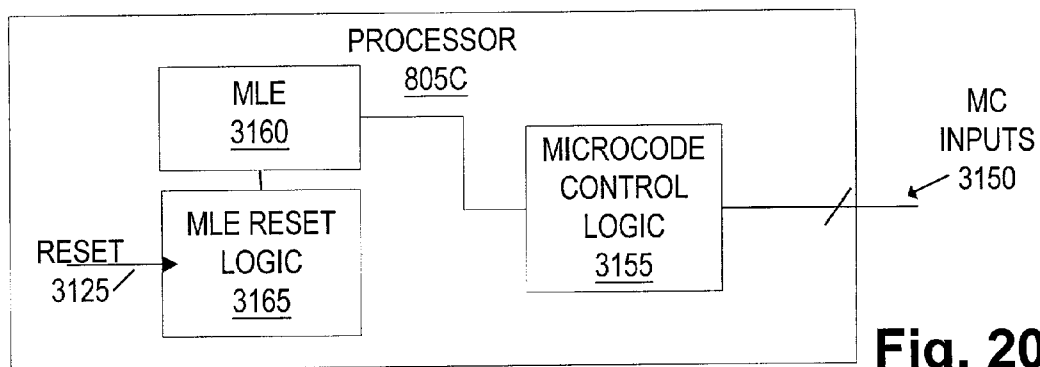 PROCESSOR
805C
MLE
3160
MC
INPUTS
3150
MICROCODE
CONTROL
LOGIC
3155
MLE RESET
LOGIC
3165
RESET
3125
Fig. 20